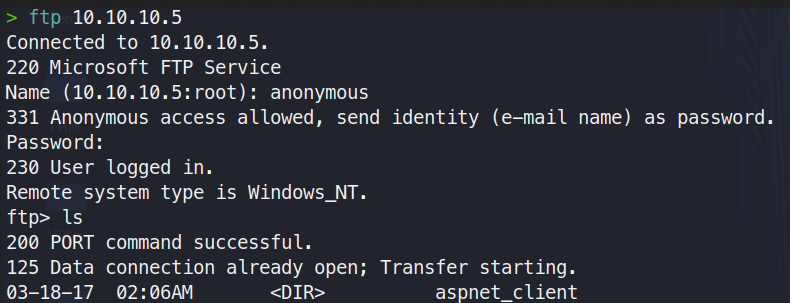 > ftp 10.10.10.5
Connected to 10.10.10.5.
220 Microsoft FTP Service
Name (10.10.10.5:root): anonymous
331 Anonymous access allowed, send identity (e-mail name) as password.
Password:
230 User logged in.
Remote system type is Windows_NT.
ftp> ls
200 PORT command successful.
125 Data connection already open; Transfer starting.
03-18-17  02:06AM       <DIR>          aspnet_client